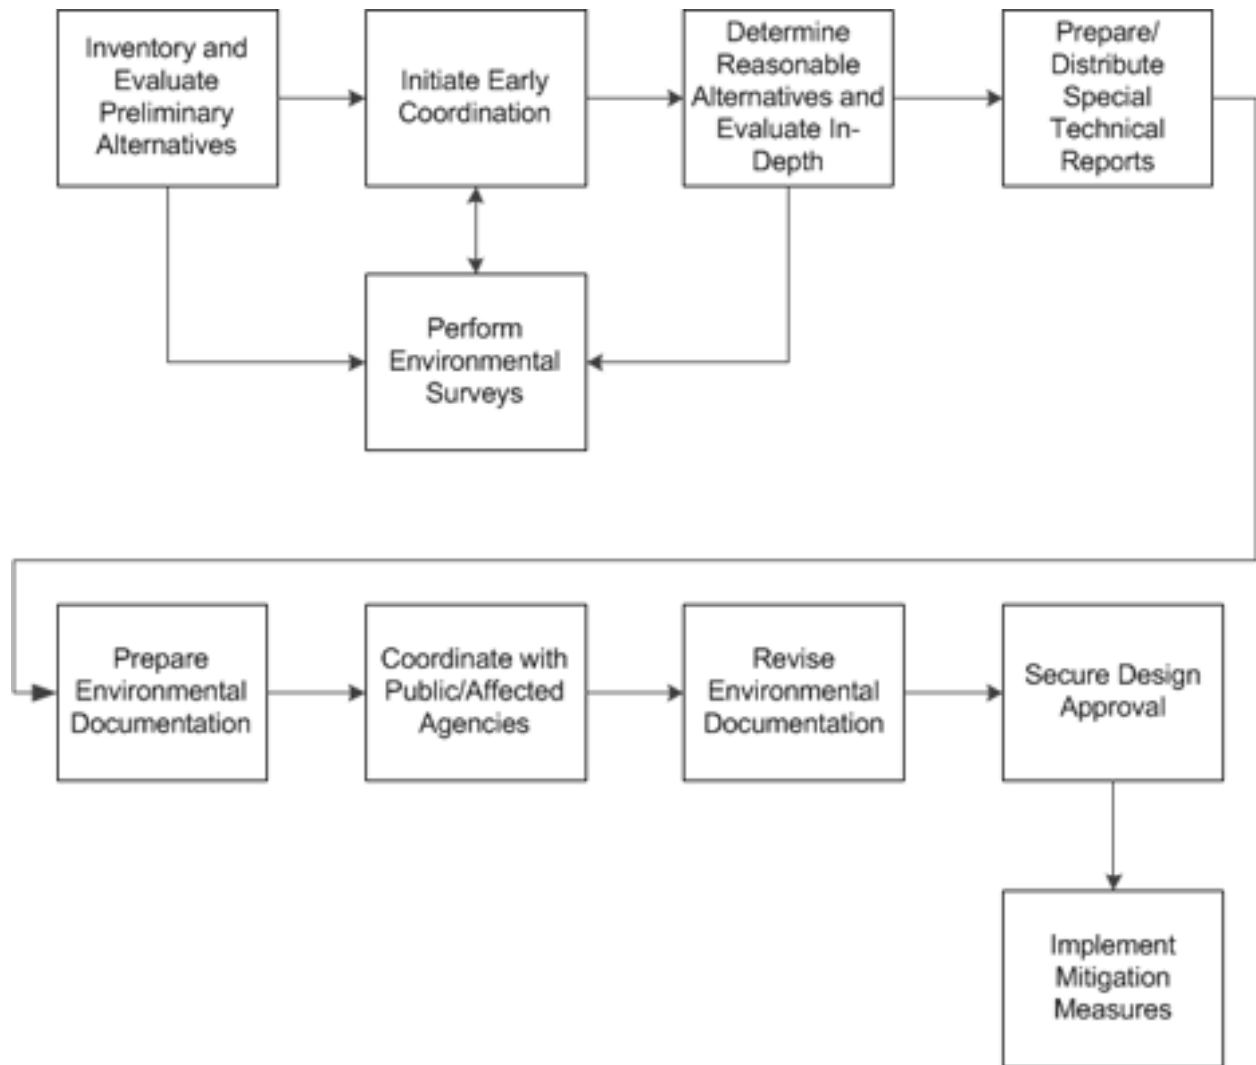 Inventory and
Evaluate
Preliminary
Alternatives
Initiate Early
Coordination
Determine
Reasonable
Alternatives and
Evaluate In-
Depth
Prepare/
Distribute
Special
Technical
Reports
Perform
Environmental
Surveys
Prepare
Environmental
Documentation
Coordinate with
Public/Affected
Agencies
Revise
Environmental
Documentation
Secure Design
Approval
Implement
Mitigation
Measures